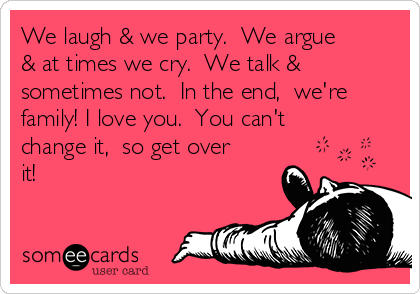 We laugh & we party.  We argue
& at times we cry.  We talk &
sometimes not.  In the end,  we're
family! I love you.  You can't
change it,  so get over
it!
someecards
user card